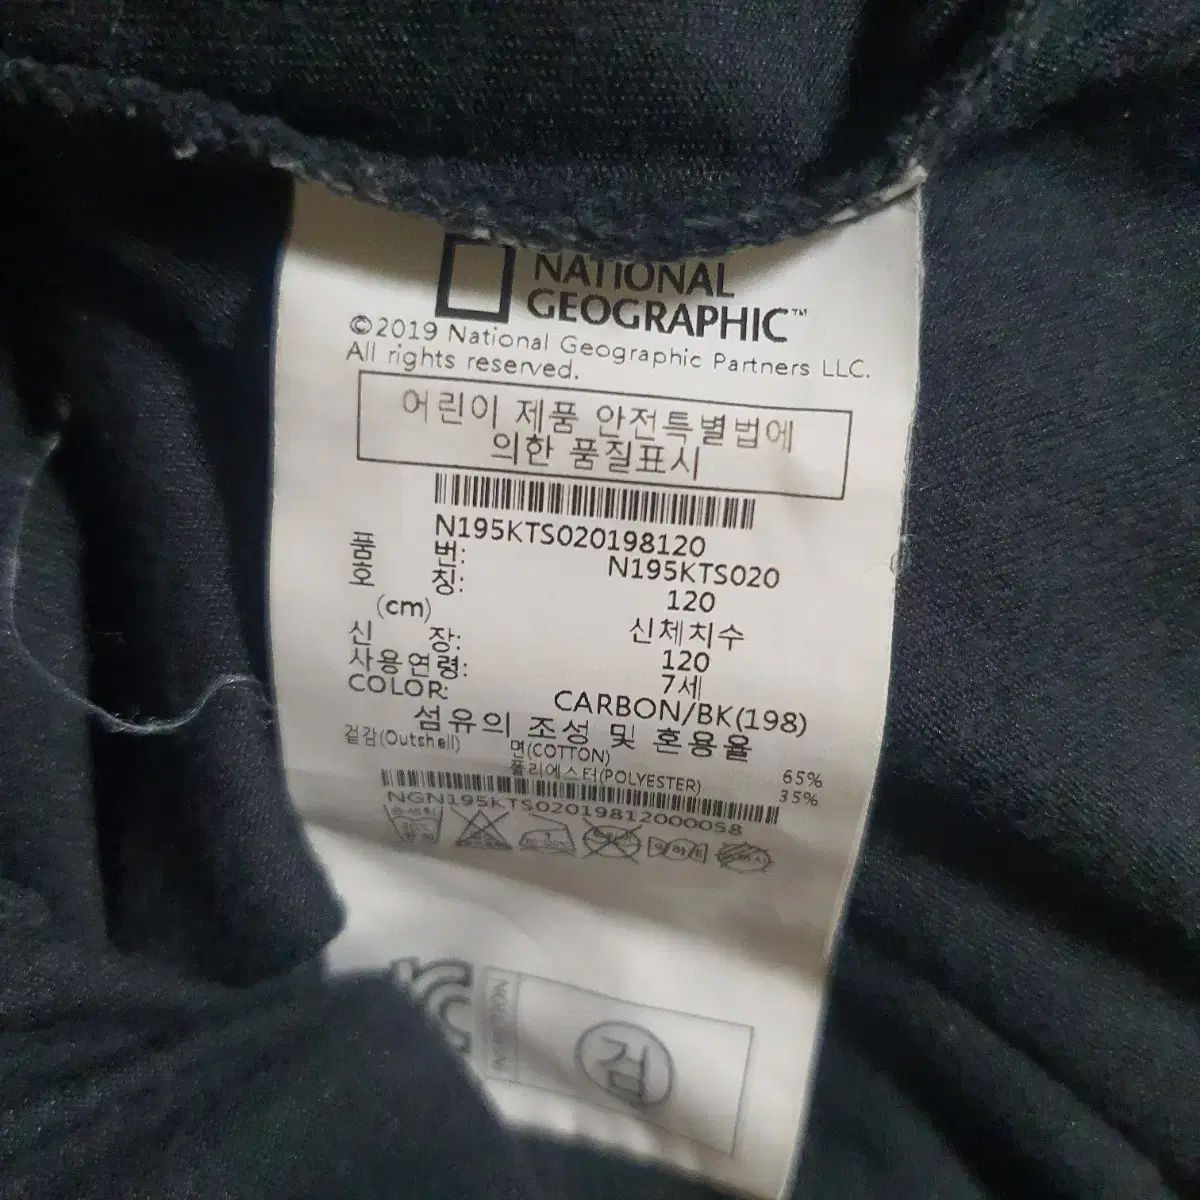 NATIONAL
GEOGRAPHIC™
©2019 National Geographic Partners LLC.
All rights reserved.
어린이 제품 안전특별법에
의한 품질표시
N195KTS020198120
품 번: N195KTS020
호 칭: 120
(cm) 신체치수
신 장: 120
사용연령: 7세
COLOR: CARBON/BK(198)
섬유의 조성 및 혼용율
겉감(Outshell) 면(COTTON) 65%
폴리에스터(POLYESTER) 35%
NGN195KTS02019812000058
검